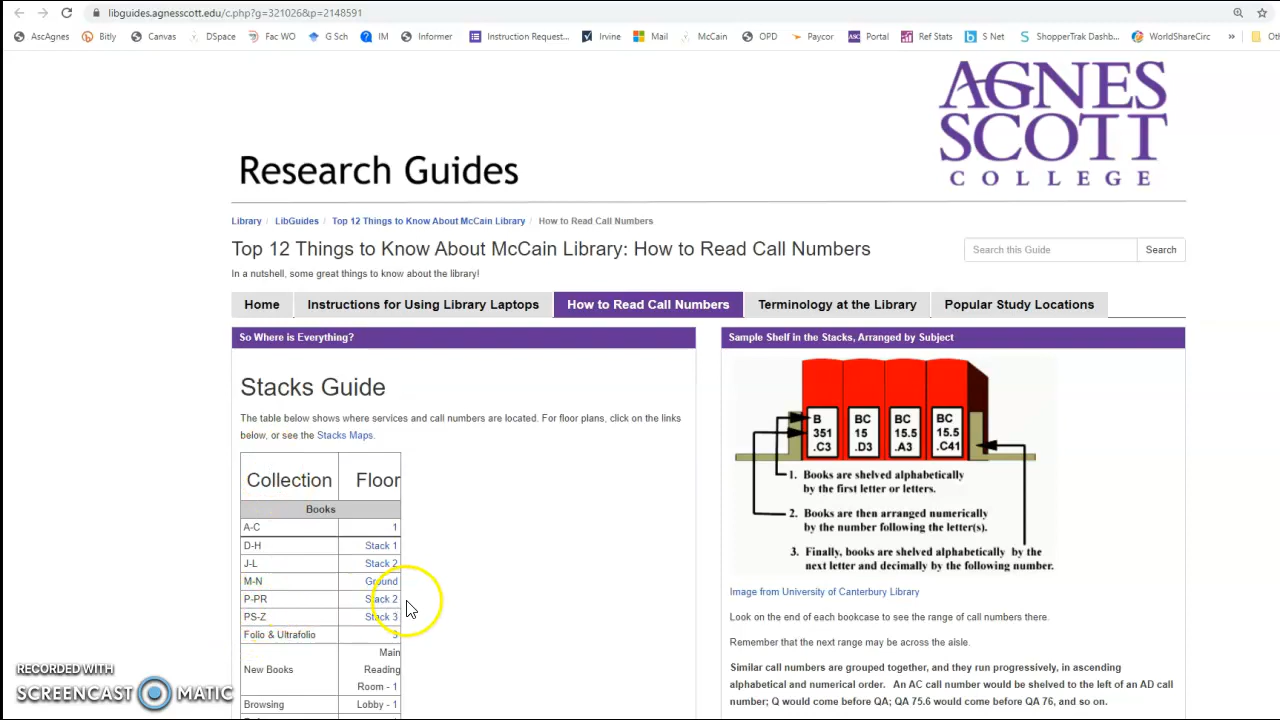 libguides.agnesscott.edu/c.php?g=321026&p=2148591
AscAgnes Bitly Canvas DSpace Fac WO G Sch IM Informer Instruction Request... Irvine Mail McCain OPD Paycor Portal Ref Stats S Net ShopperTrak Dashb... WorldShareCirc » Oth
ASC
AGNES
SCOTT
COLLEGE
Research Guides
Library / LibGuides / Top 12 Things to Know About McCain Library / How to Read Call Numbers
Top 12 Things to Know About McCain Library: How to Read Call Numbers
Search this Guide Search
In a nutshell, some great things to know about the library!
Home Instructions for Using Library Laptops How to Read Call Numbers Terminology at the Library Popular Study Locations
So Where is Everything?
Stacks Guide
The table below shows where services and call numbers are located. For floor plans, click on the links
below, or see the Stacks Maps.
Collection Floor
Books
A-C 1
D-H Stack 1
J-L Stack 2
M-N Ground
P-PR Stack 2
PS-Z Stack 3
Folio & Ultrafolio 3
New Books Main
Reading
Room - 1
Browsing Lobby - 1
Sample Shelf in the Stacks, Arranged by Subject
B BC BC BC
351 15 15.5 15.5
.C3 .D3 .A3 .C41
1. Books are shelved alphabetically
by the first letter or letters.
2. Books are then arranged numerically
by the number following the letter(s).
3. Finally, books are shelved alphabetically by the
next letter and decimally by the following number.
Image from University of Canterbury Library
Look on the end of each bookcase to see the range of call numbers there.
Remember that the next range may be across the aisle.
Similar call numbers are grouped together, and they run progressively, in ascending
alphabetical and numerical order. An AC call number would be shelved to the left of an AD call
number; Q would come before QA; QA 75.6 would come before QA 76, and so on.
RECORDED WITH
SCREENCAST MATIC